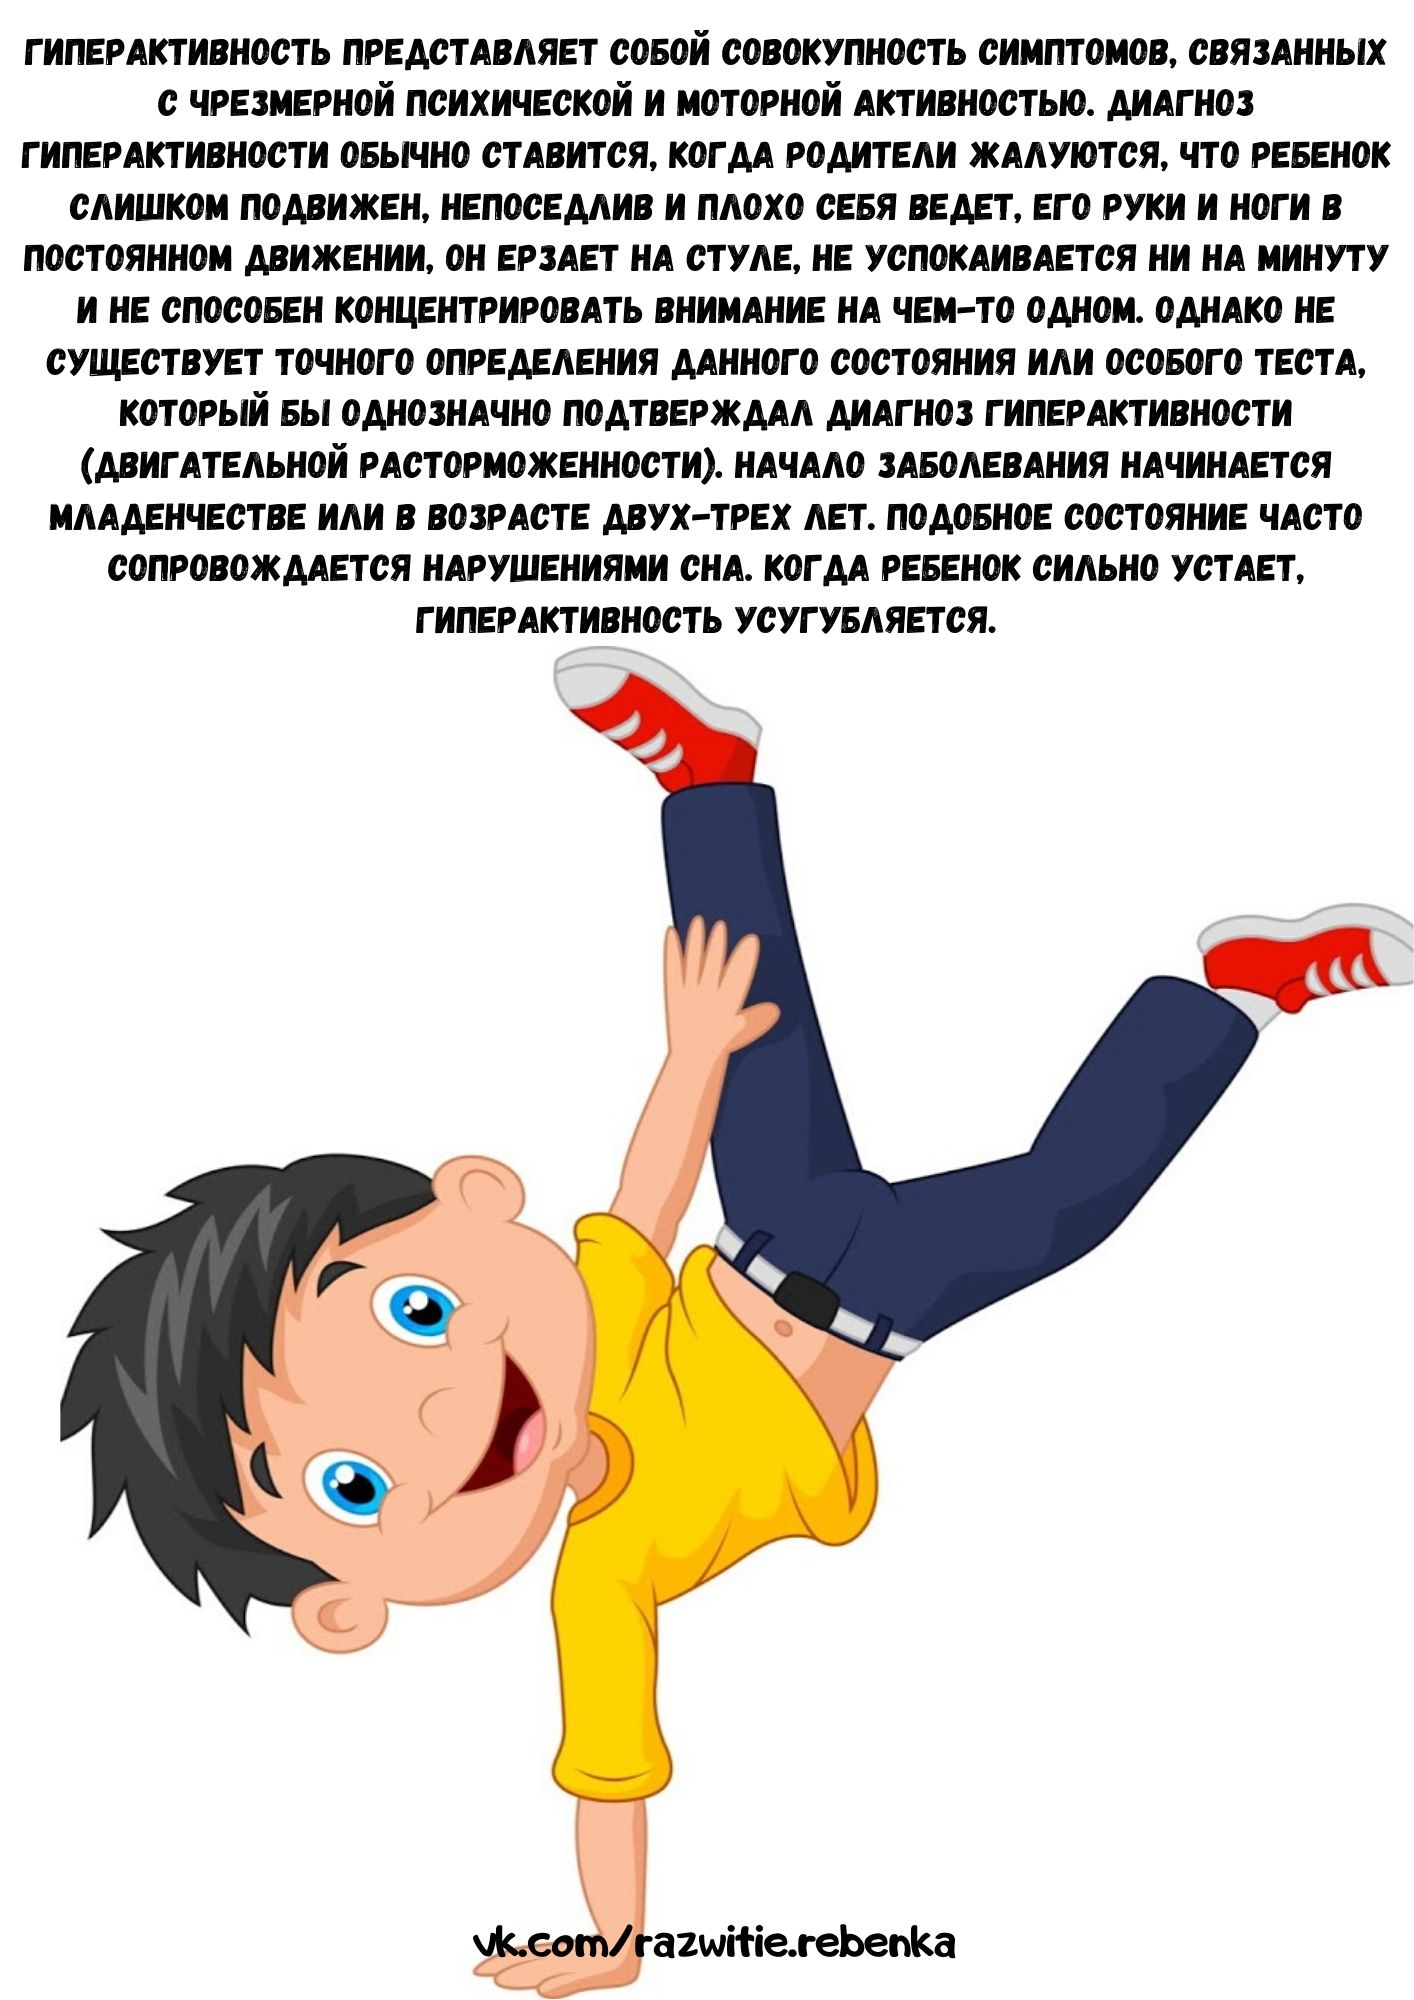 ГИПЕРАКТИВНОСТЬ ПРЕДСТАВЛЯЕТ СОБОЙ СОВОКУПНОСТЬ СИМПТОМОВ, СВЯЗАННЫХ
С ЧРЕЗМЕРНОЙ ПСИХИЧЕСКОЙ И МОТОРНОЙ АКТИВНОСТЬЮ. ДИАГНОЗ
ГИПЕРАКТИВНОСТИ ОБЫЧНО СТАВИТСЯ, КОГДА РОДИТЕЛИ ЖАЛУЮТСЯ, ЧТО РЕБЕНОК
СЛИШКОМ ПОДВИЖЕН, НЕПОСЕДЛИВ И ПЛОХО СЕБЯ ВЕДЕТ, ЕГО РУКИ И НОГИ В
ПОСТОЯННОМ ДВИЖЕНИИ, ОН ЕРЗАЕТ НА СТУЛЕ, НЕ УСПОКАИВАЕТСЯ НИ НА МИНУТУ
И НЕ СПОСОБЕН КОНЦЕНТРИРОВАТЬ ВНИМАНИЕ НА ЧЕМ-ТО ОДНОМ. ОДНАКО НЕ
СУЩЕСТВУЕТ ТОЧНОГО ОПРЕДЕЛЕНИЯ ДАННОГО СОСТОЯНИЯ ИЛИ ОСОБОГО ТЕСТА,
КОТОРЫЙ БЫ ОДНОЗНАЧНО ПОДТВЕРЖДАЛ ДИАГНОЗ ГИПЕРАКТИВНОСТИ
(ДВИГАТЕЛЬНОЙ РАСТОРМОЖЕННОСТИ). НАЧАЛО ЗАБОЛЕВАНИЯ НАЧИНАЕТСЯ
МЛАДЕНЧЕСТВЕ ИЛИ В ВОЗРАСТЕ ДВУХ-ТРЕХ ЛЕТ. ПОДОБНОЕ СОСТОЯНИЕ ЧАСТО
СОПРОВОЖДАЕТСЯ НАРУШЕНИЯМИ СНА. КОГДА РЕБЕНОК СИЛЬНО УСТАЕТ,
ГИПЕРАКТИВНОСТЬ УСУГУБЛЯЕТСЯ.
vk.com/razwitie.rebenka